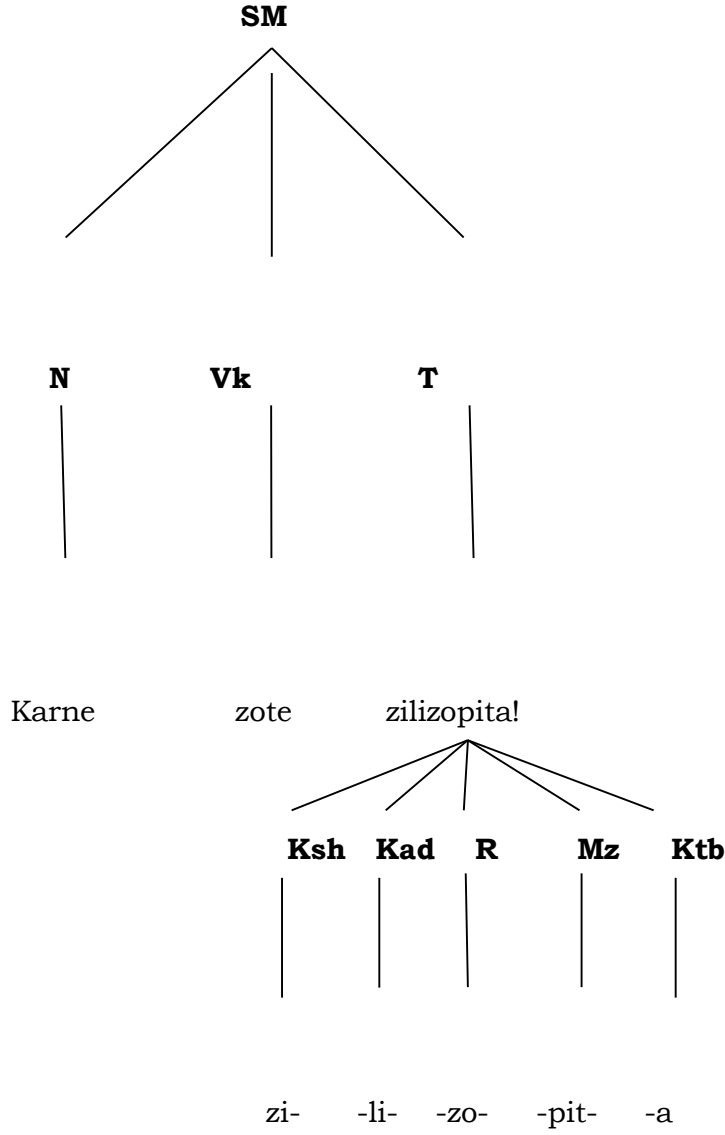 SM
N Vk T
Karne zote zilizopita!
Ksh Kad R Mz Ktb
zi- -li- -zo- -pit- -a